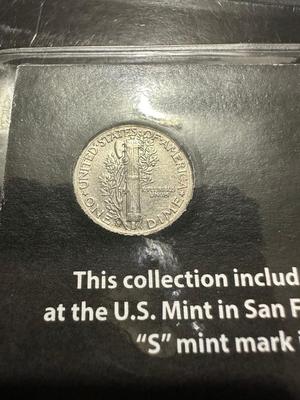 UNITED STATES OF AMERICA
ONE DIME
This collection includ
at the U.S. Mint in San F
"S" mint mark i